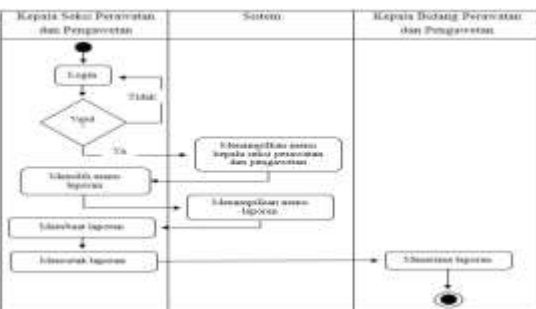 Kepala Seksi Perawatan
dan Pengawetan
Sistem
Kepala Bidang Perawatan
dan Pengawetan
Login
Tidak
Valid
Ya
Menampilkan menu
kepala seksi perawatan
dan pengawetan
Memilih menu
laporan
Menampilkan menu
laporan
Membuat laporan
Mencetak laporan
Menerima laporan